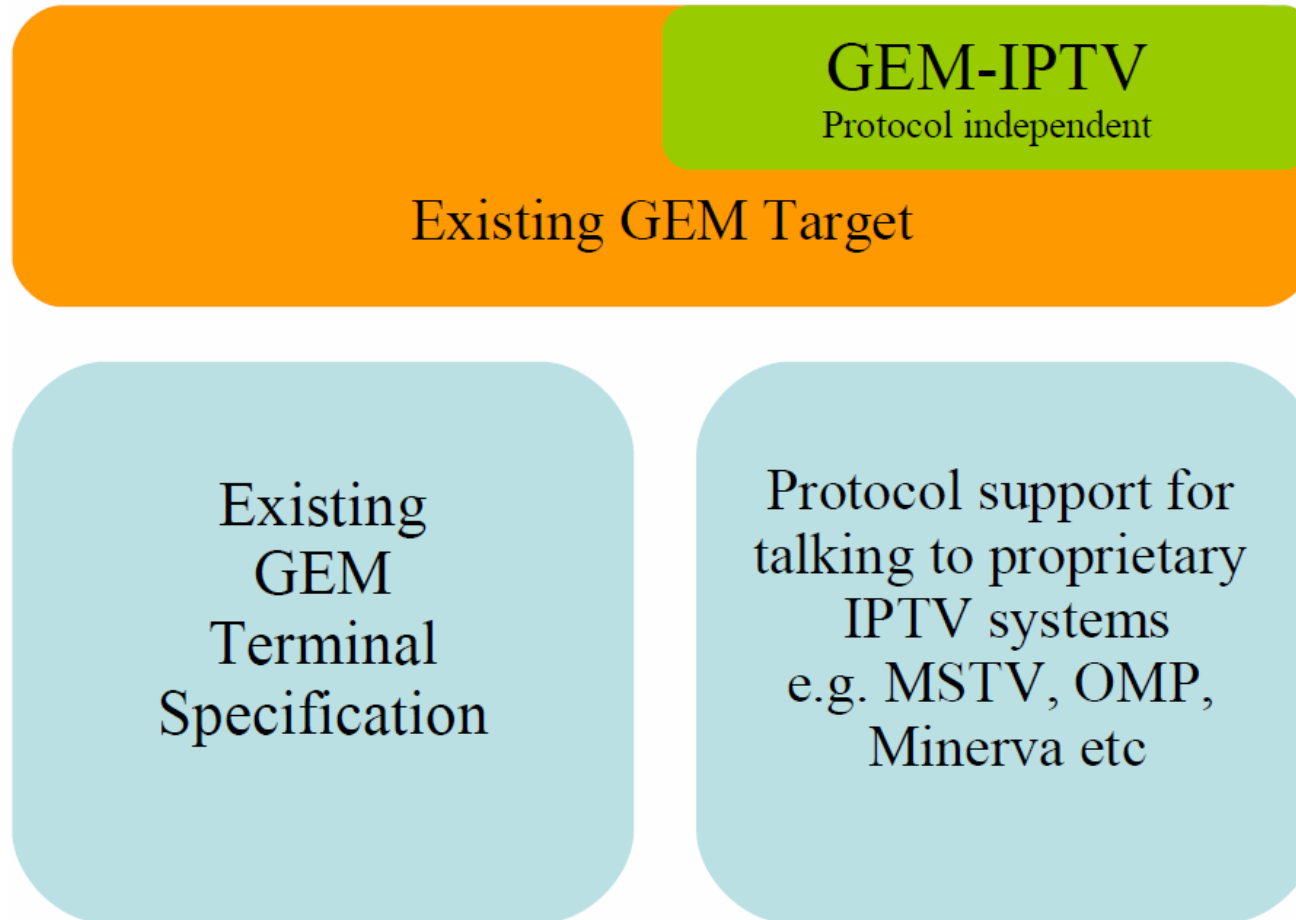 GEM-IPTV
Protocol independent
Existing GEM Target
Existing
GEM
Terminal
Specification
Protocol support for
talking to proprietary
IPTV systems
e.g. MSTV, OMP,
Minerva etc